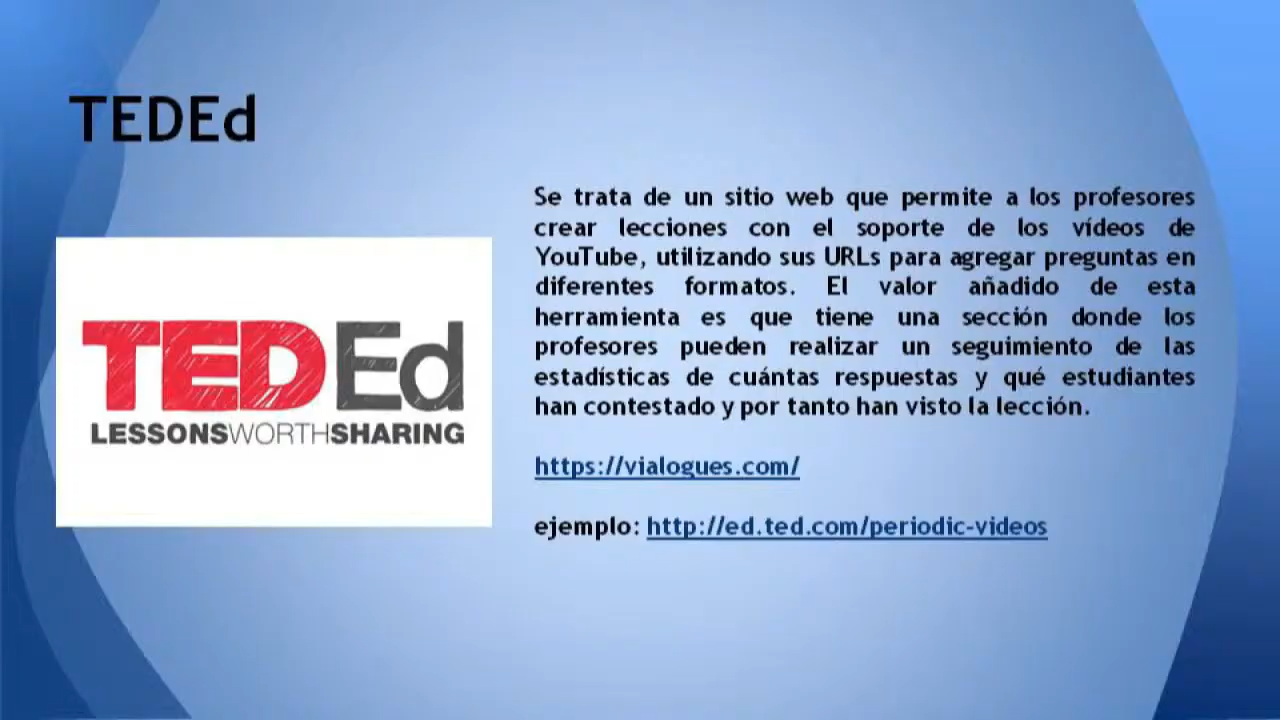 TEDEd
TEDEd
LESSONSWORTHSHARING
Se trata de un sitio web que permite a los profesores
crear lecciones con el soporte de los vídeos de
YouTube, utilizando sus URLs para agregar preguntas en
diferentes formatos. El valor añadido de esta
herramienta es que tiene una sección donde los
profesores pueden realizar un seguimiento de las
estadísticas de cuántas respuestas y qué estudiantes
han contestado y por tanto han visto la lección.
https://vialogues.com/
ejemplo: http://ed.ted.com/periodic-videos